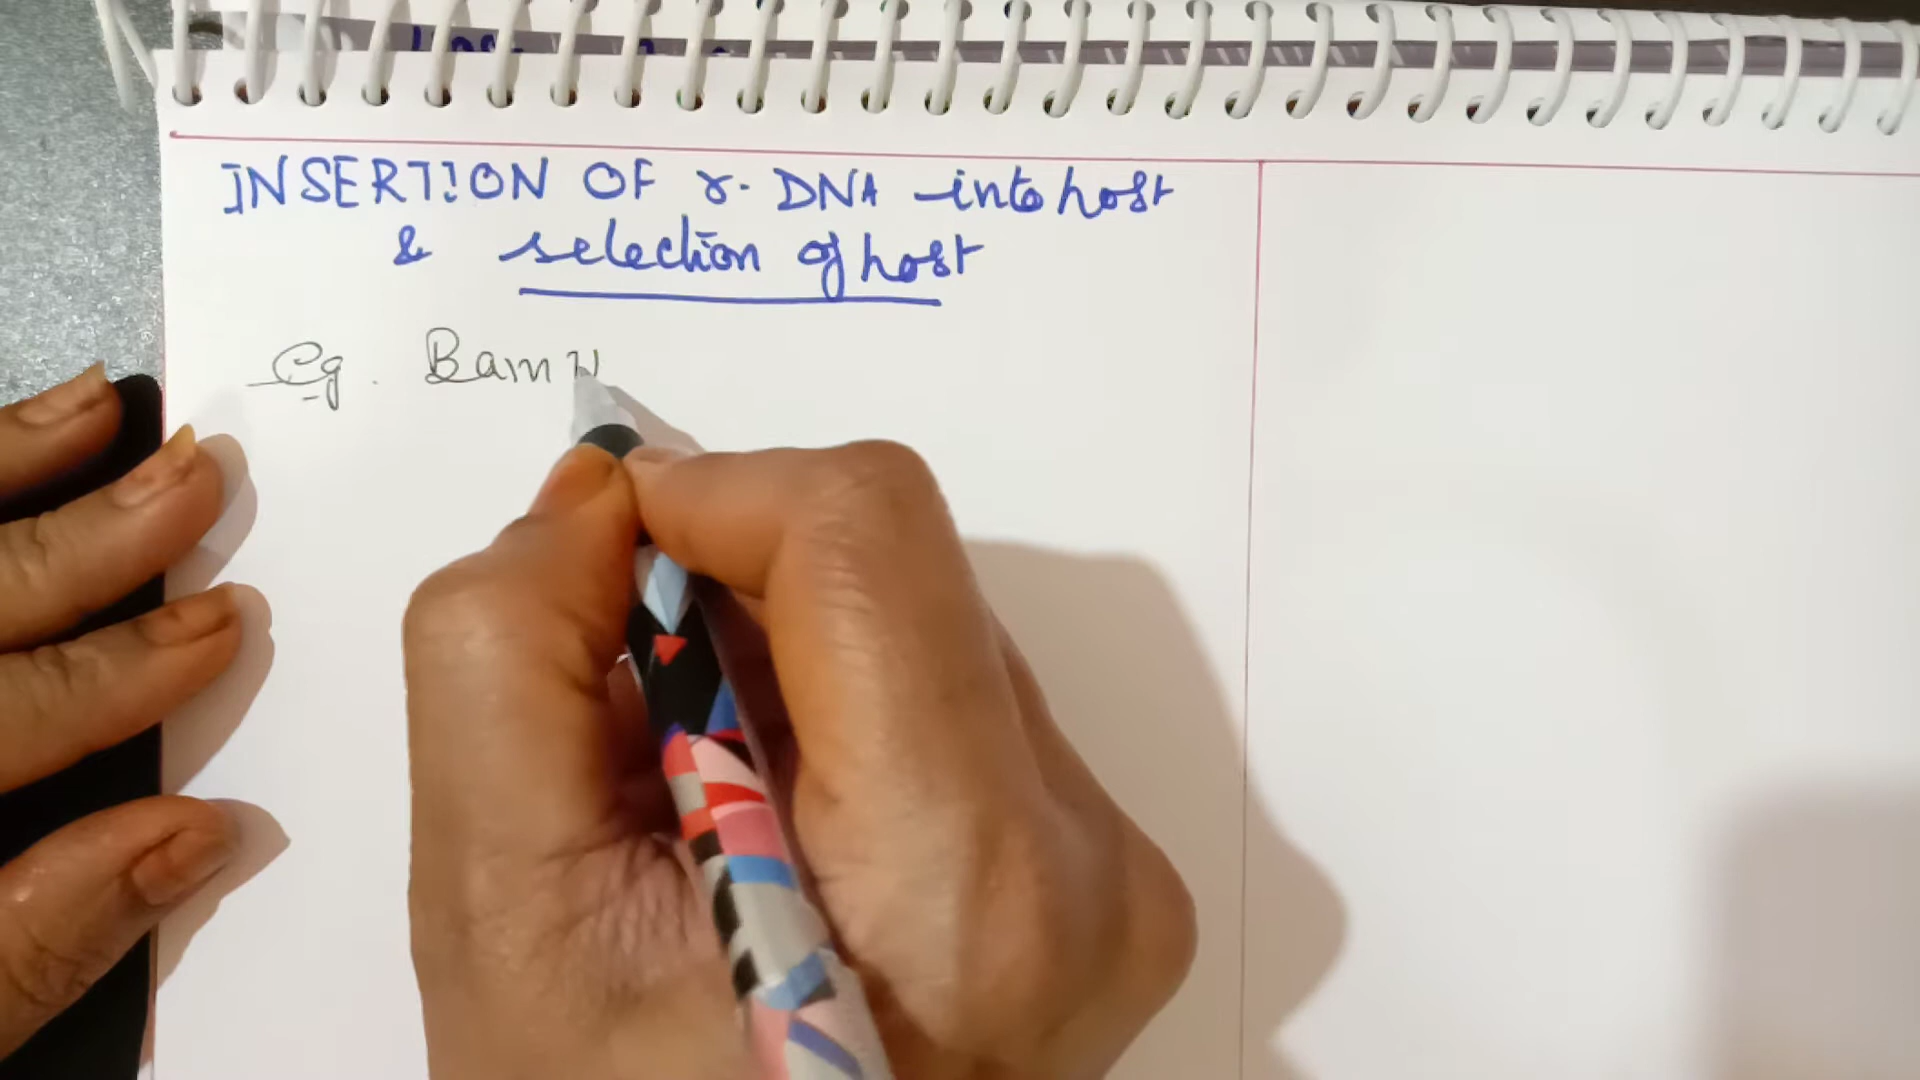 INSERTION OF r. DNA into host
& selection of host
Eg. Bam H